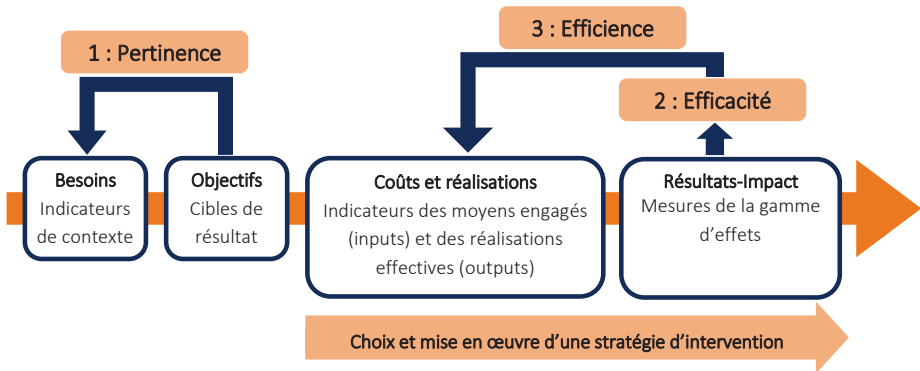 3 : Efficience
1 : Pertinence
2 : Efficacité
Besoins
Indicateurs
de contexte
Objectifs
Cibles de
résultat
Coûts et réalisations
Indicateurs des moyens engagés
(inputs) et des réalisations
effectives (outputs)
Résultats-Impact
Mesures de la gamme
d’effets
Choix et mise en œuvre d’une stratégie d’intervention